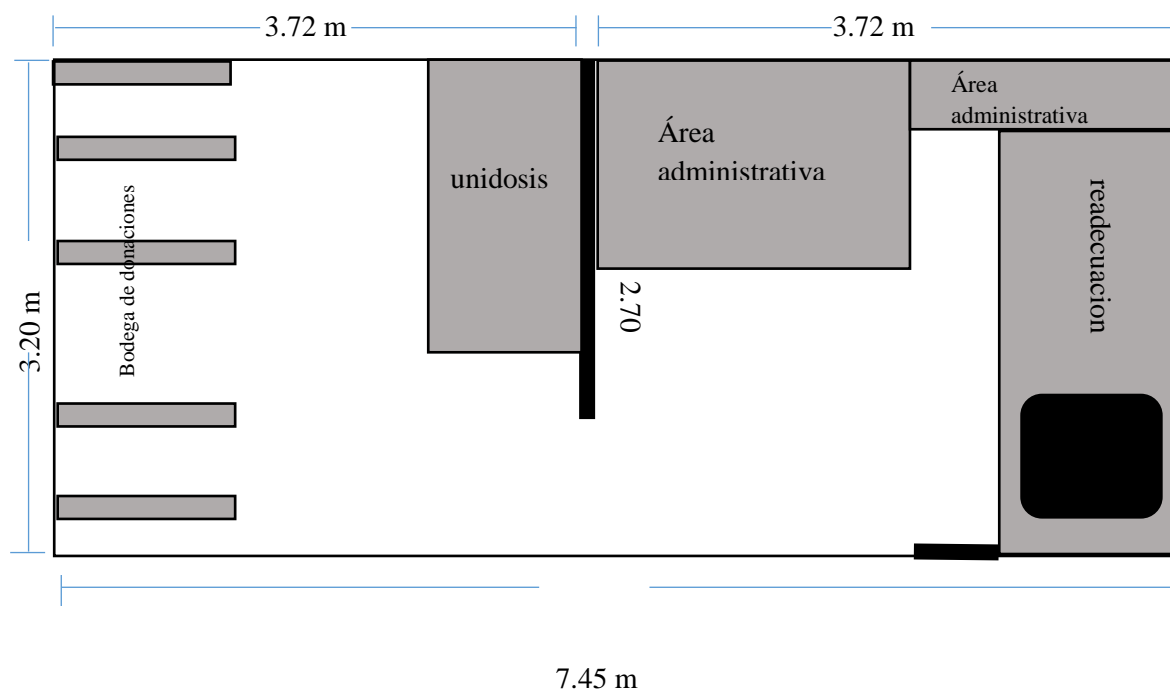 3.72 m
3.72 m
Área
administrativa
Área
administrativa
unidosis
readecuacion
Bodega de donaciones
2.70
3.20 m
7.45 m